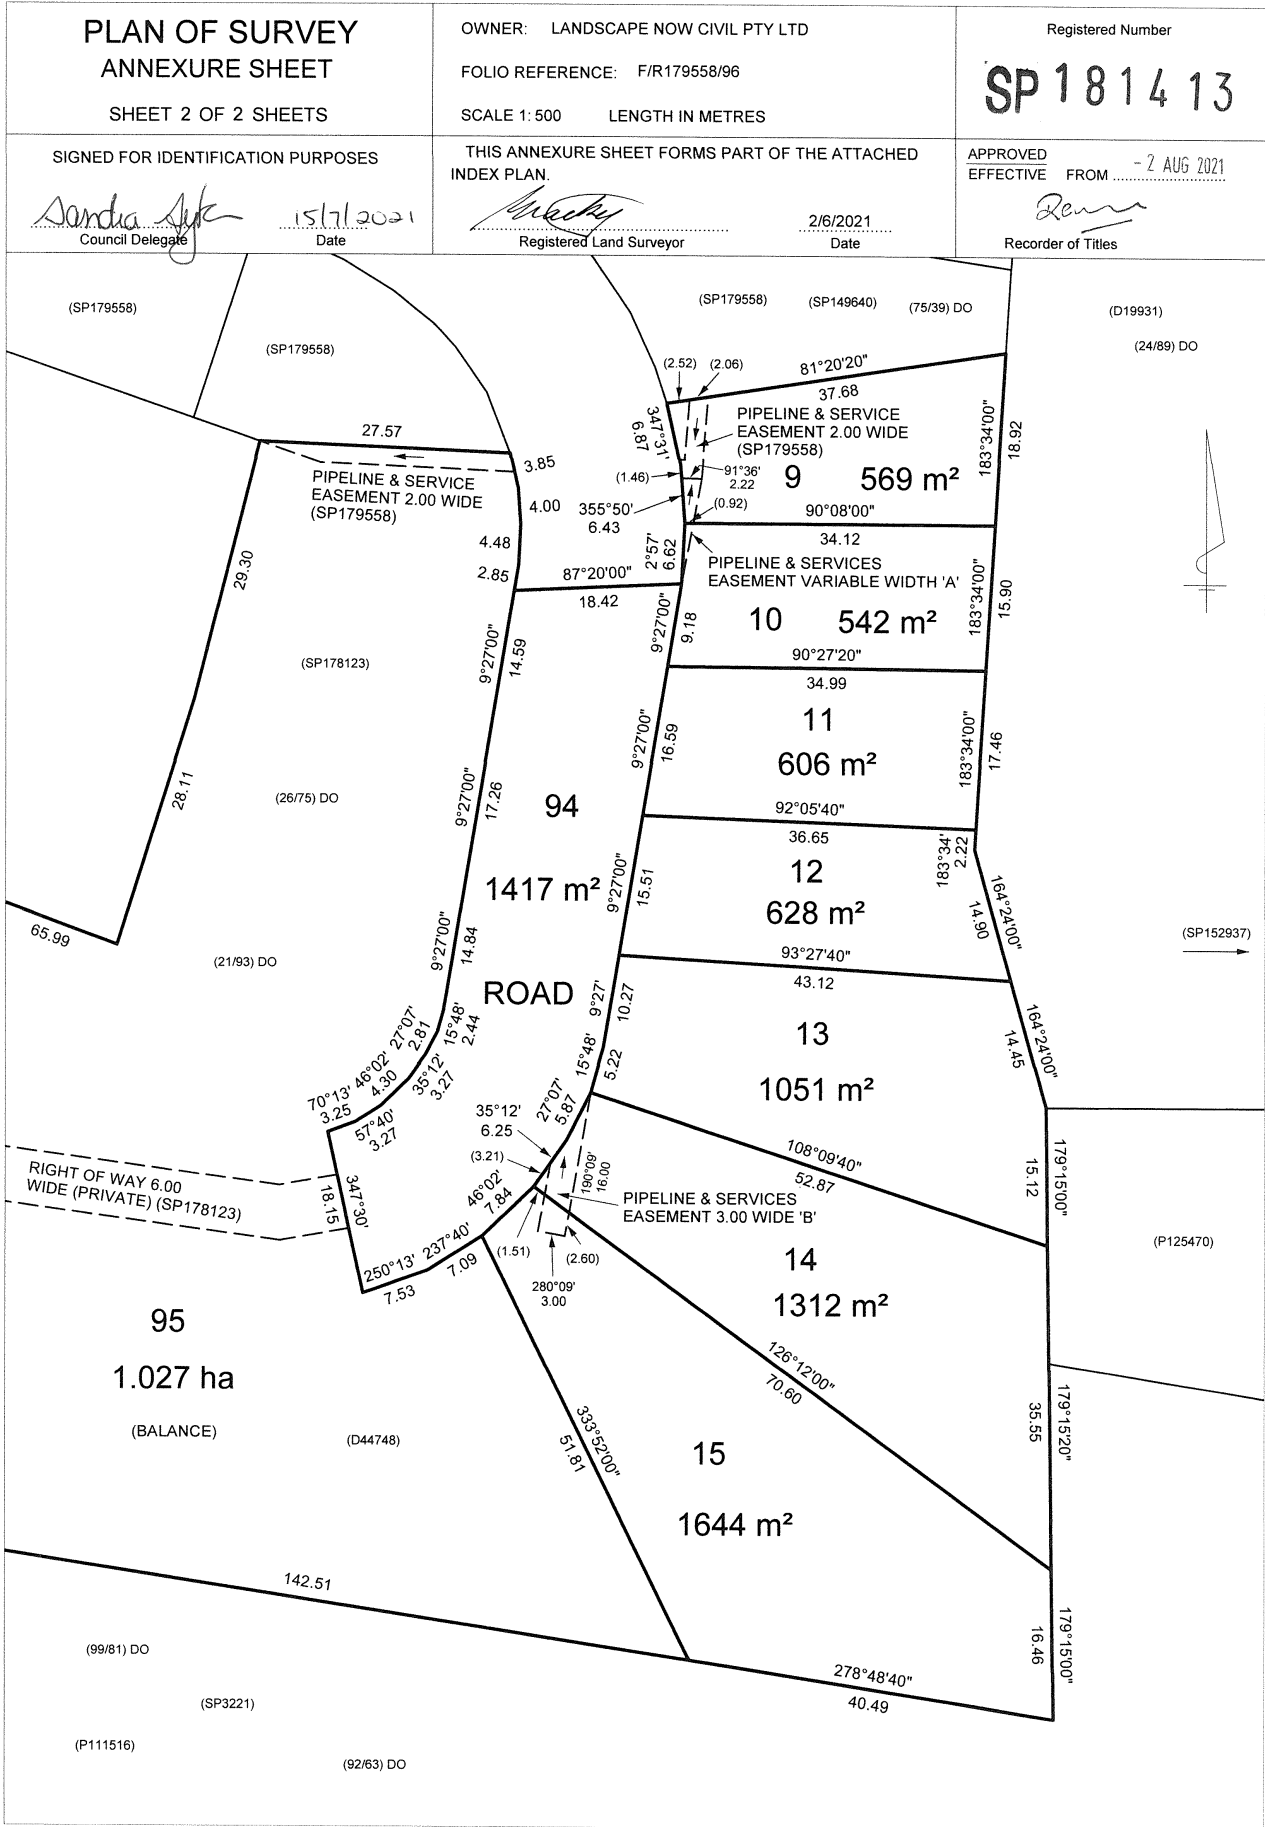 PLAN OF SURVEY
ANNEXURE SHEET
SHEET 2 OF 2 SHEETS
OWNER: LANDSCAPE NOW CIVIL PTY LTD
FOLIO REFERENCE: F/R179558/96
SCALE 1: 500 LENGTH IN METRES
Registered Number
SP 181413
SIGNED FOR IDENTIFICATION PURPOSES
Sandra
15/7/2021
Council Delegate Date
THIS ANNEXURE SHEET FORMS PART OF THE ATTACHED
INDEX PLAN.
2/6/2021
Registered Land Surveyor Date
APPROVED
EFFECTIVE FROM -2 AUG 2021
Recorder of Titles
(SP179558)
(SP179558)
(SP179558)
(SP149640)
(75/39) DO
(D19931)
(24/89) DO
(2.52)
(2.06)
81°20'20"
37.68
347°31'
6.87
PIPELINE & SERVICE
EASEMENT 2.00 WIDE
(SP179558)
183°34'00"
18.92
27.57
3.85
PIPELINE & SERVICE
EASEMENT 2.00 WIDE
(SP179558)
4.00
(1.46)
91°36'
2.22
9
569 m²
355°50'
6.43
(0.92)
90°08'00"
34.12
4.48
2.85
2°57'
6.62
PIPELINE & SERVICES
EASEMENT VARIABLE WIDTH 'A'
87°20'00"
18.42
29.30
183°34'00"
15.90
10
542 m²
9°27'00"
9.18
9°27'00"
14.59
90°27'20"
34.99
(SP178123)
11
606 m²
9°27'00"
16.59
183°34'00"
17.46
28.11
(26/75) DO
9°27'00"
17.26
94
1417 m²
92°05'40"
36.65
12
628 m²
183°34'
2.22
9°27'00"
15.51
164°24'00"
14.90
65.99
(21/93) DO
9°27'00"
14.84
(SP152937)
93°27'40"
43.12
ROAD
9°27'
10.27
13
1051 m²
164°24'00"
14.45
15°48'
2.44
27°07'
2.81
35°12'
3.27
46°02'
4.30
57°40'
3.27
70°13'
3.25
15°48'
5.22
27°07'
5.87
35°12'
6.25
(3.21)
108°09'40"
52.87
190°09'
16.00
179°15'00"
15.12
RIGHT OF WAY 6.00
WIDE (PRIVATE) (SP178123)
347°30'
18.15
46°02'
7.84
PIPELINE & SERVICES
EASEMENT 3.00 WIDE 'B'
237°40'
7.09
250°13'
7.53
(1.51)
(2.60)
280°09'
3.00
14
1312 m²
(P125470)
95
1.027 ha
(BALANCE)
(D44748)
126°12'00"
70.60
179°15'20"
35.55
333°52'00"
51.81
15
1644 m²
142.51
179°15'00"
16.46
278°48'40"
40.49
(99/81) DO
(SP3221)
(P111516)
(92/63) DO